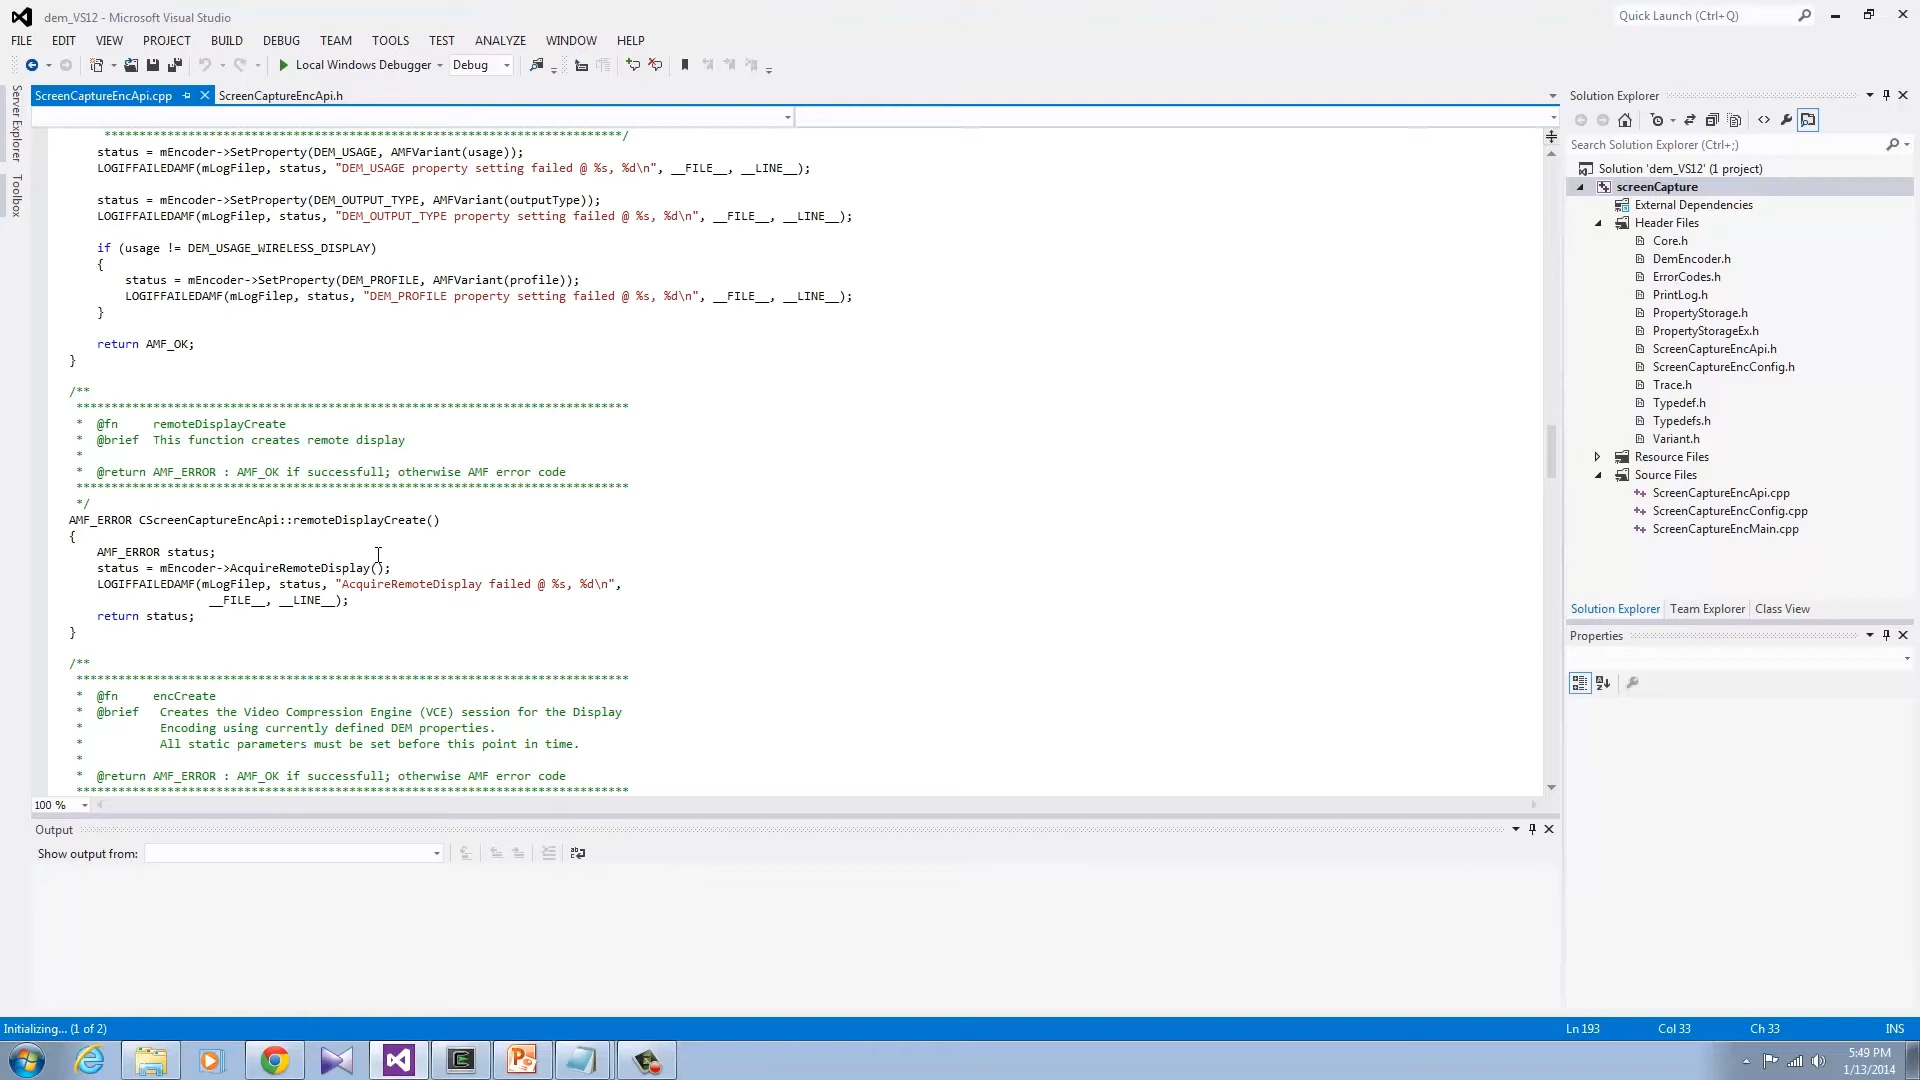 dem_VS12 - Microsoft Visual Studio
Quick Launch (Ctrl+Q)
FILE EDIT VIEW PROJECT BUILD DEBUG TEAM TOOLS TEST ANALYZE WINDOW HELP
Local Windows Debugger Debug
Server Explorer
Toolbox
ScreenCaptureEncApi.cpp ScreenCaptureEncApi.h
*****************************************************************************/
status = mEncoder->SetProperty(DEM_USAGE, AMFVariant(usage));
LOGIFFAILEDAMF(mLogFilep, status, "DEM_USAGE property setting failed @ %s, %d\n", __FILE__, __LINE__);
status = mEncoder->SetProperty(DEM_OUTPUT_TYPE, AMFVariant(outputType));
LOGIFFAILEDAMF(mLogFilep, status, "DEM_OUTPUT_TYPE property setting failed @ %s, %d\n", __FILE__, __LINE__);
if (usage != DEM_USAGE_WIRELESS_DISPLAY)
{
status = mEncoder->SetProperty(DEM_PROFILE, AMFVariant(profile));
LOGIFFAILEDAMF(mLogFilep, status, "DEM_PROFILE property setting failed @ %s, %d\n", __FILE__, __LINE__);
}
return AMF_OK;
}
/**
*******************************************************************************
* @fn remoteDisplayCreate
* @brief This function creates remote display
*
* @return AMF_ERROR : AMF_OK if successfull; otherwise AMF error code
*******************************************************************************
*/
AMF_ERROR CScreenCaptureEncApi::remoteDisplayCreate()
{
AMF_ERROR status;
status = mEncoder->AcquireRemoteDisplay();
LOGIFFAILEDAMF(mLogFilep, status, "AcquireRemoteDisplay failed @ %s, %d\n",
__FILE__, __LINE__);
return status;
}
/**
*******************************************************************************
* @fn encCreate
* @brief Creates the Video Compression Engine (VCE) session for the Display
* Encoding using currently defined DEM properties.
* All static parameters must be set before this point in time.
*
* @return AMF_ERROR : AMF_OK if successfull; otherwise AMF error code
*******************************************************************************
100 %
Output
Show output from:
Solution Explorer
Search Solution Explorer (Ctrl+;)
Solution 'dem_VS12' (1 project)
screenCapture
External Dependencies
Header Files
Core.h
DemEncoder.h
ErrorCodes.h
PrintLog.h
PropertyStorage.h
PropertyStorageEx.h
ScreenCaptureEncApi.h
ScreenCaptureEncConfig.h
Trace.h
Typedef.h
Typedefs.h
Variant.h
Resource Files
Source Files
ScreenCaptureEncApi.cpp
ScreenCaptureEncConfig.cpp
ScreenCaptureEncMain.cpp
Solution Explorer Team Explorer Class View
Properties
Initializing... (1 of 2) Ln 193 Col 33 Ch 33 INS
5:49 PM
1/13/2014